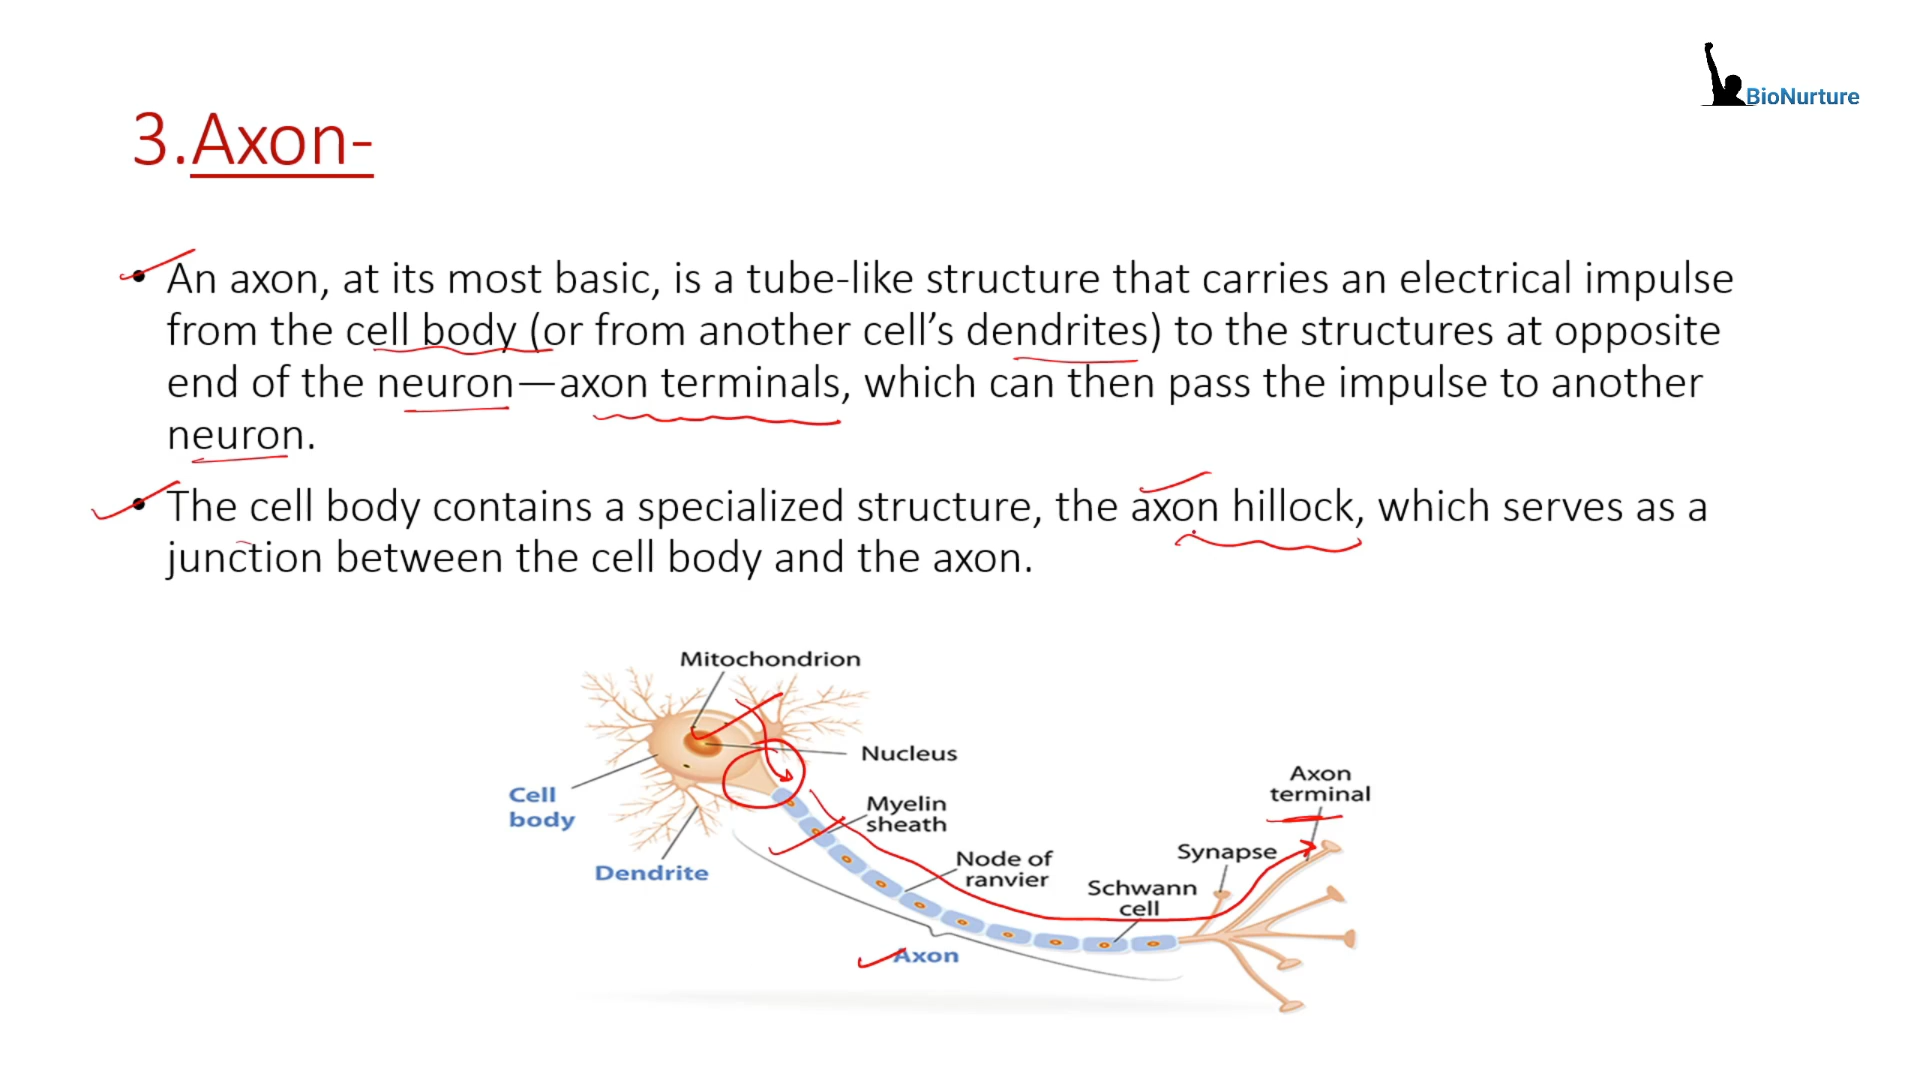 BioNurture
3.Axon-
• An axon, at its most basic, is a tube-like structure that carries an electrical impulse
from the cell body (or from another cell’s dendrites) to the structures at opposite
end of the neuron—axon terminals, which can then pass the impulse to another
neuron.
• The cell body contains a specialized structure, the axon hillock, which serves as a
junction between the cell body and the axon.
Mitochondrion
Nucleus
Cell
body
Dendrite
Myelin
sheath
Node of
ranvier
Schwann
cell
Synapse
Axon
terminal
Axon